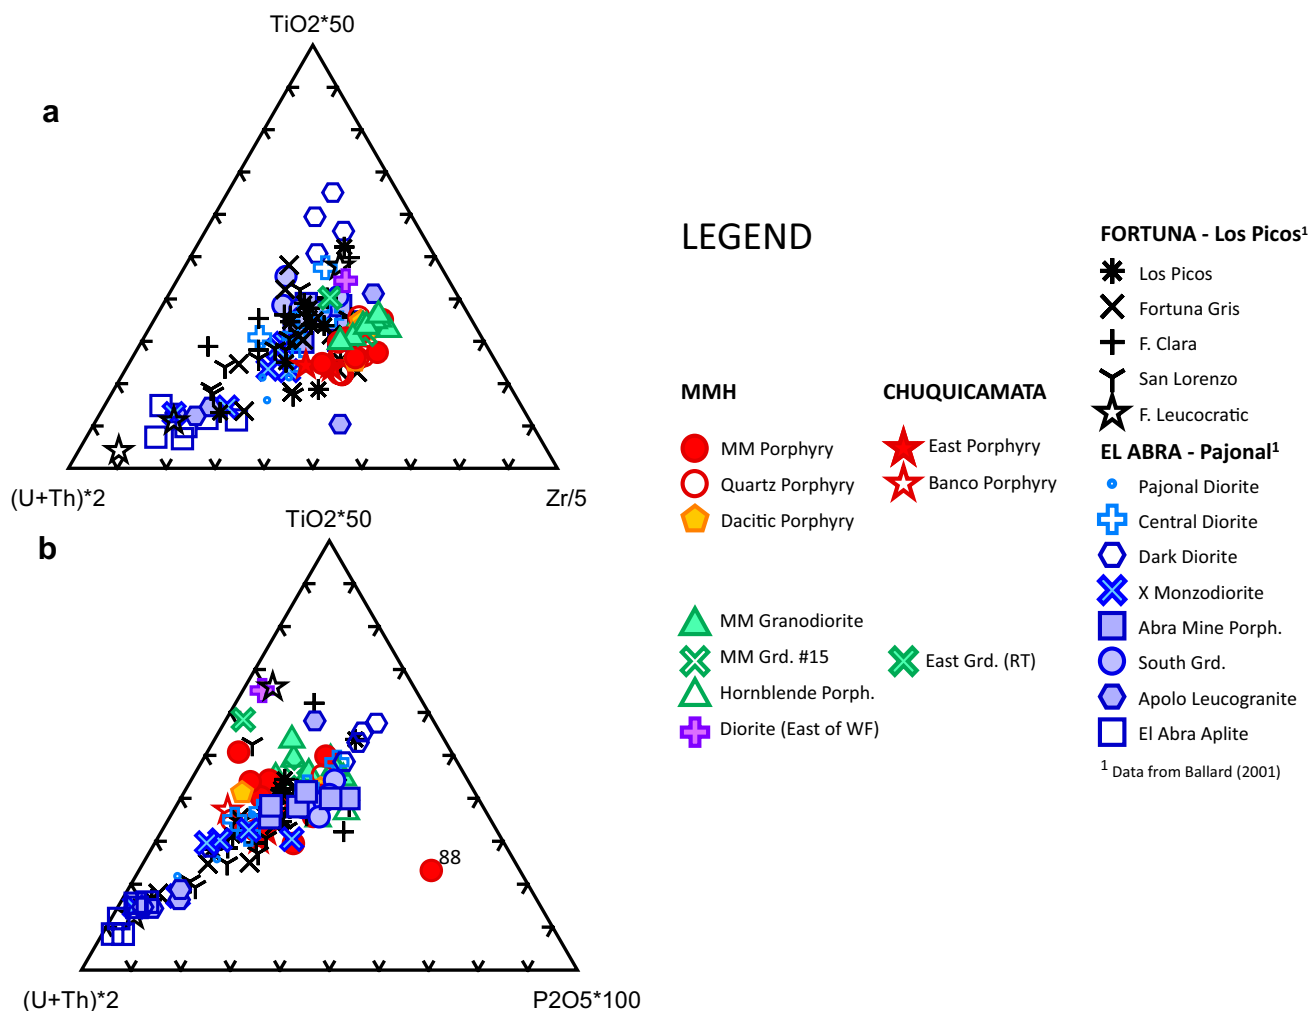 a
TiO2*50
(U+Th)*2
Zr/5
b
TiO2*50
88
(U+Th)*2
P2O5*100
LEGEND
MMH
MM Porphyry
Quartz Porphyry
Dacitic Porphyry
MM Granodiorite
MM Grd. #15
Hornblende Porph.
Diorite (East of WF)
CHUQUICAMATA
East Porphyry
Banco Porphyry
East Grd. (RT)
FORTUNA - Los Picos¹
Los Picos
Fortuna Gris
F. Clara
San Lorenzo
F. Leucocratic
EL ABRA - Pajonal¹
Pajonal Diorite
Central Diorite
Dark Diorite
X Monzodiorite
Abra Mine Porph.
South Grd.
Apolo Leucogranite
El Abra Aplite
¹ Data from Ballard (2001)